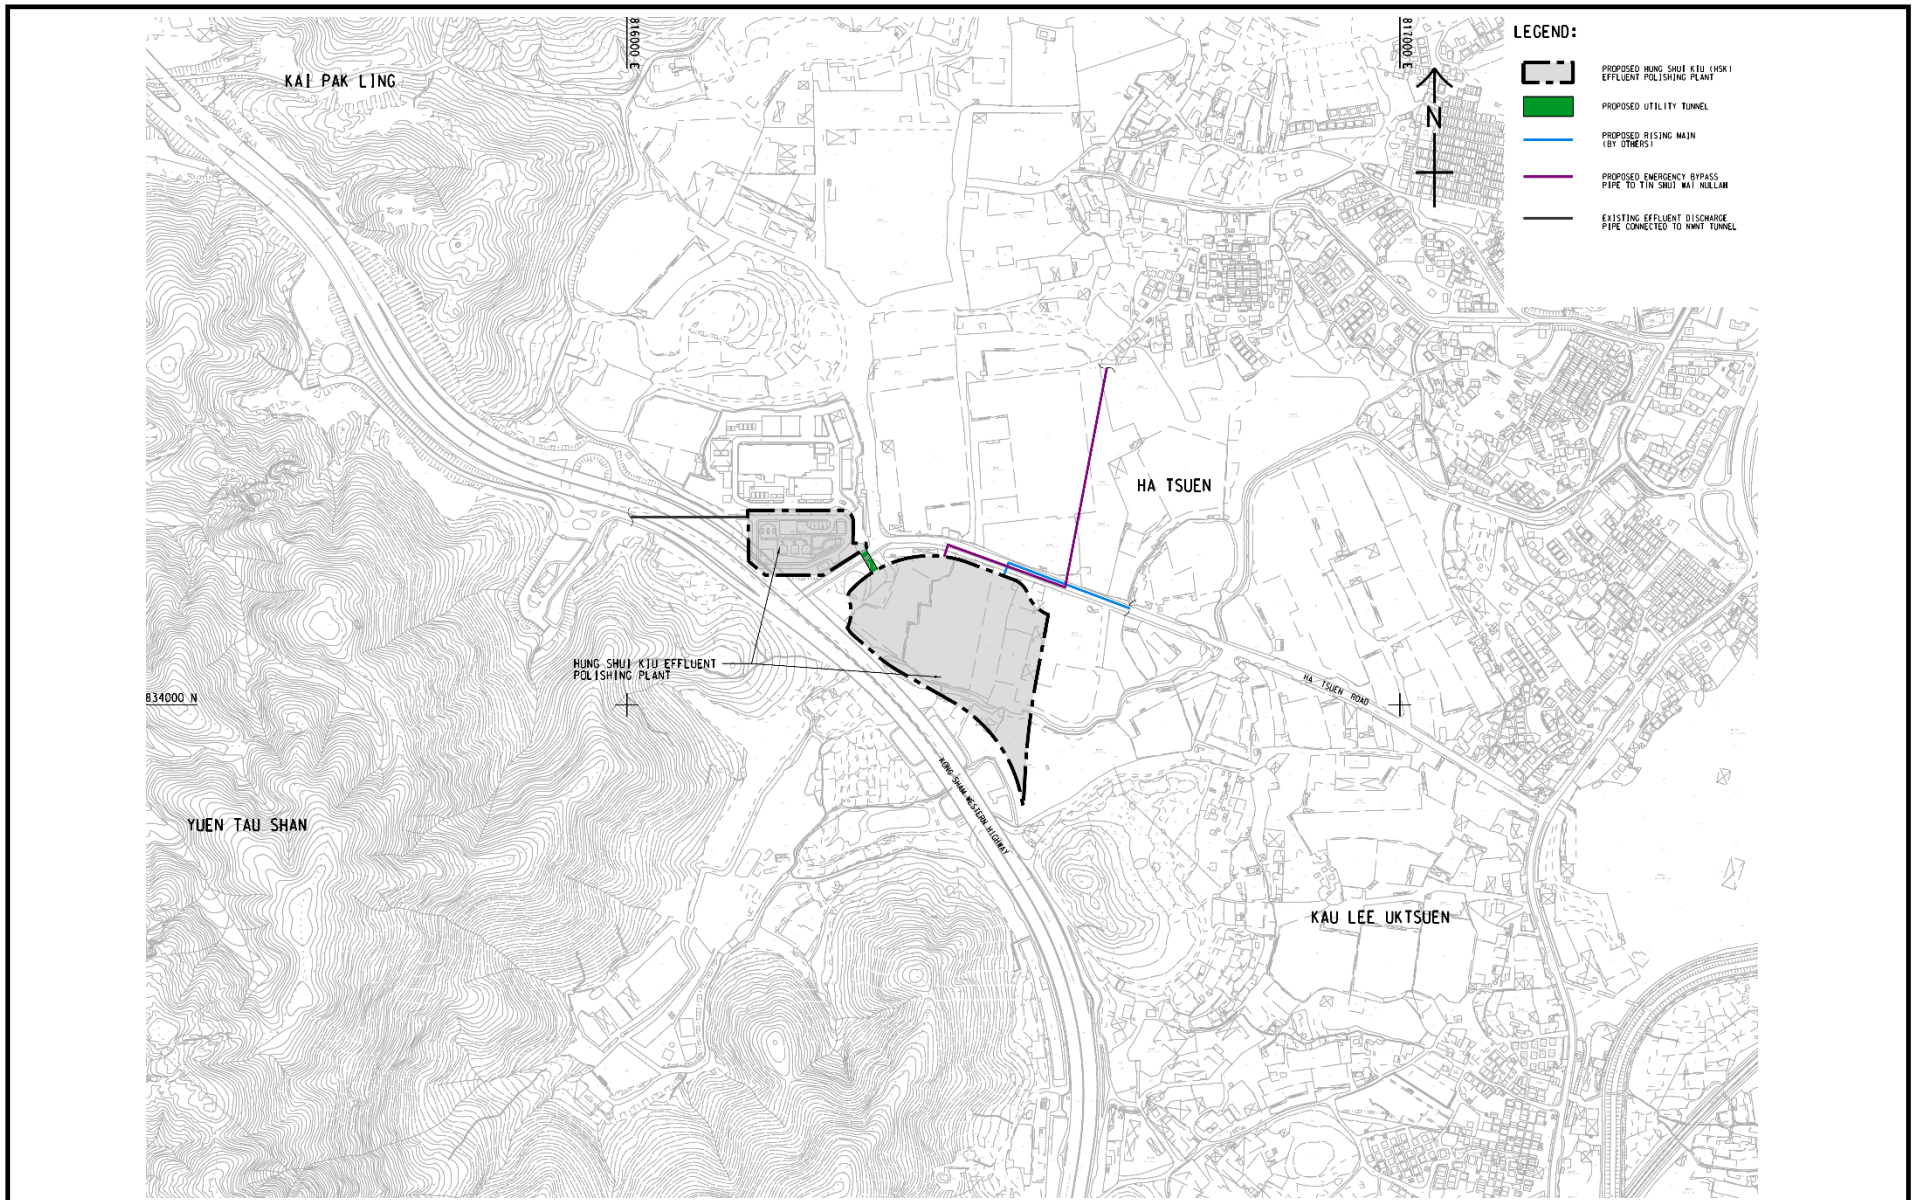 816000 E
817000 E
LEGEND:
KAI PAK LING
PROPOSED HUNG SHUI KIU (HSK)
EFFLUENT POLISHING PLANT
N
PROPOSED UTILITY TUNNEL
PROPOSED RISING MAIN
(BY OTHERS)
PROPOSED EMERGENCY BYPASS
PIPE TO TIN SHUI WAI NULLAH
EXISTING EFFLUENT DISCHARGE
PIPE CONNECTED TO NWNT TUNNEL
HA TSUEN
HUNG SHUI KIU EFFLUENT
POLISHING PLANT
834000 N
HA TSUEN ROAD
KONG SHAM WESTERN HIGHWAY
YUEN TAU SHAN
KAU LEE UKTSUEN